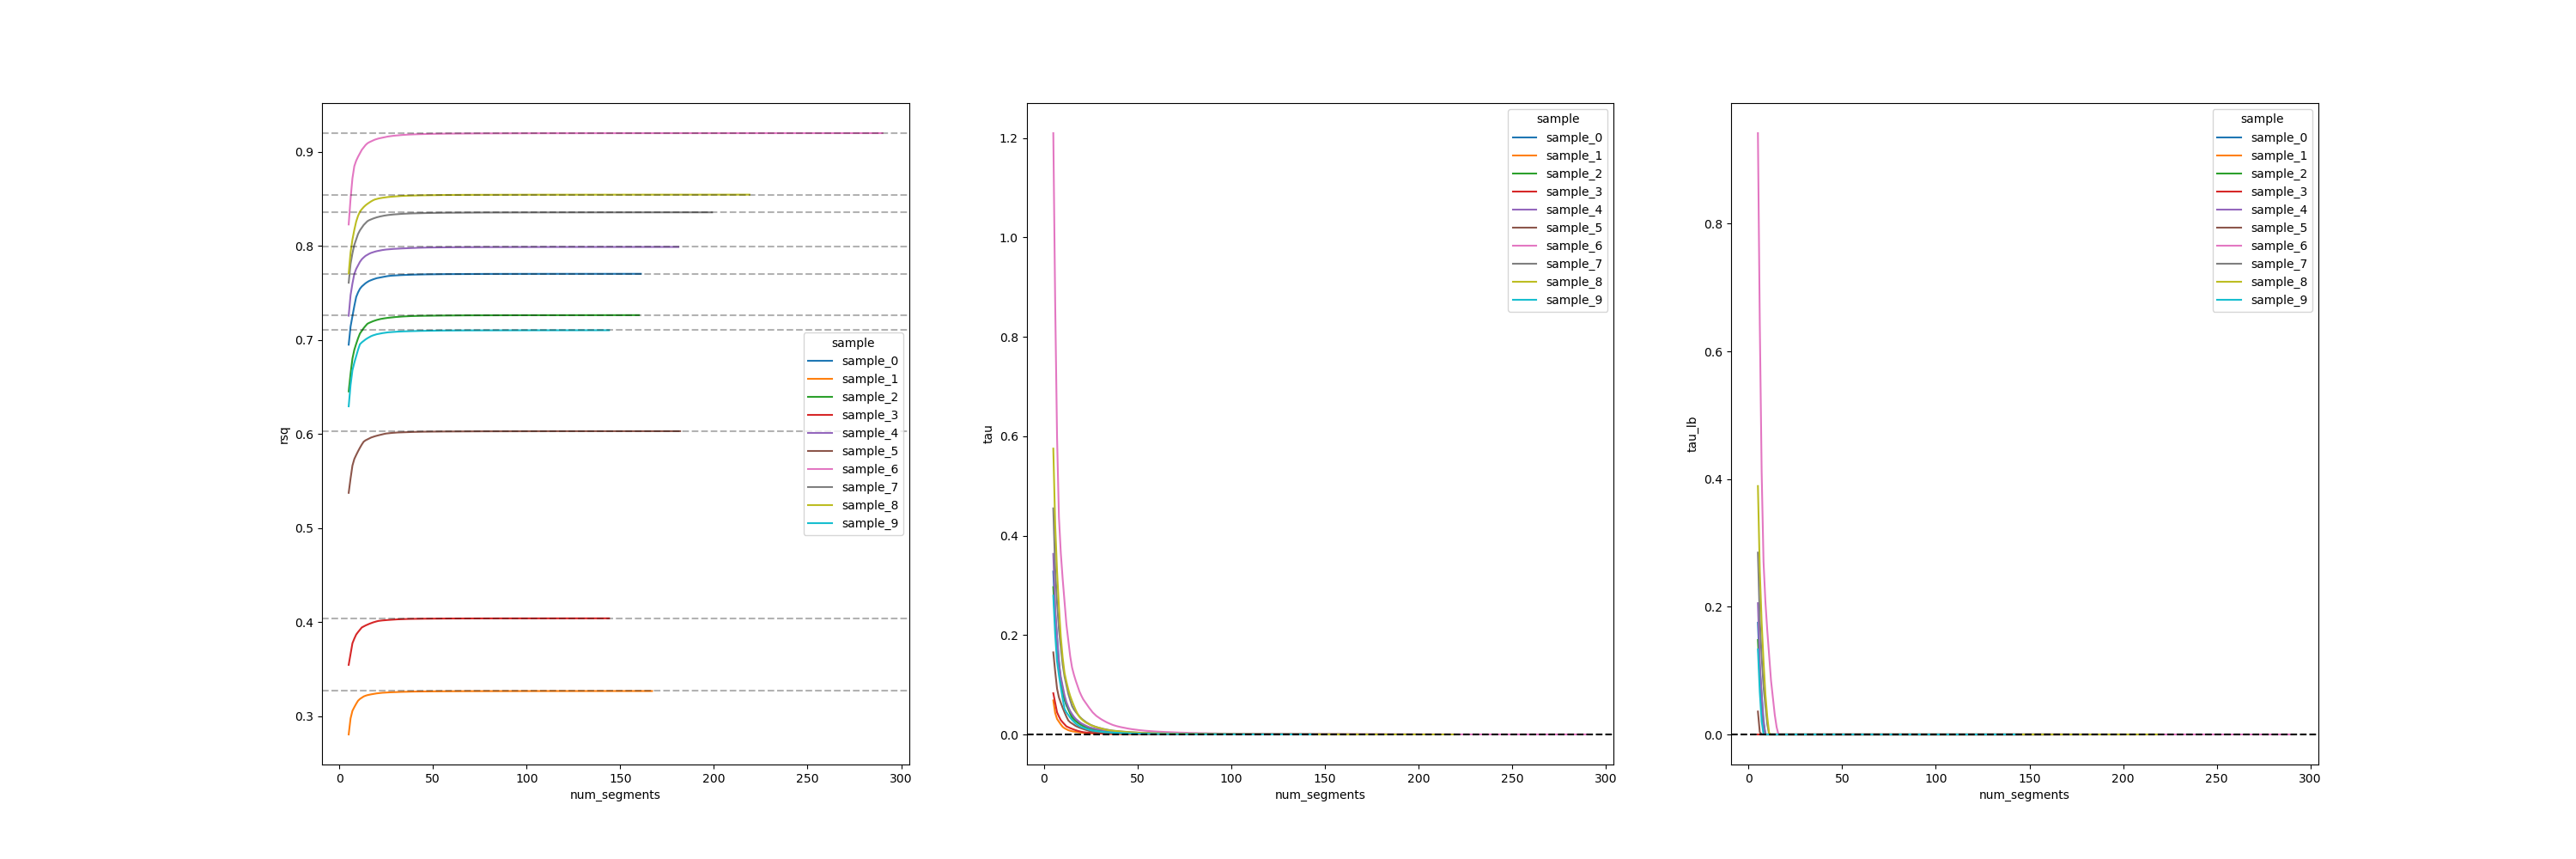 rsq
0.9
0.8
0.7
0.6
0.5
0.4
0.3
0
50
100
150
200
250
300
num_segments
sample
sample_0
sample_1
sample_2
sample_3
sample_4
sample_5
sample_6
sample_7
sample_8
sample_9
tau
1.2
1.0
0.8
0.6
0.4
0.2
0.0
0
50
100
150
200
250
300
num_segments
sample
sample_0
sample_1
sample_2
sample_3
sample_4
sample_5
sample_6
sample_7
sample_8
sample_9
tau_lb
0.8
0.6
0.4
0.2
0.0
0
50
100
150
200
250
300
num_segments
sample
sample_0
sample_1
sample_2
sample_3
sample_4
sample_5
sample_6
sample_7
sample_8
sample_9